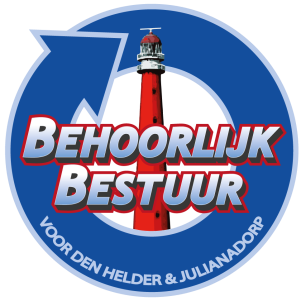 BEHOORLIJK
BESTUUR
VOOR DEN HELDER & JULIANADORP